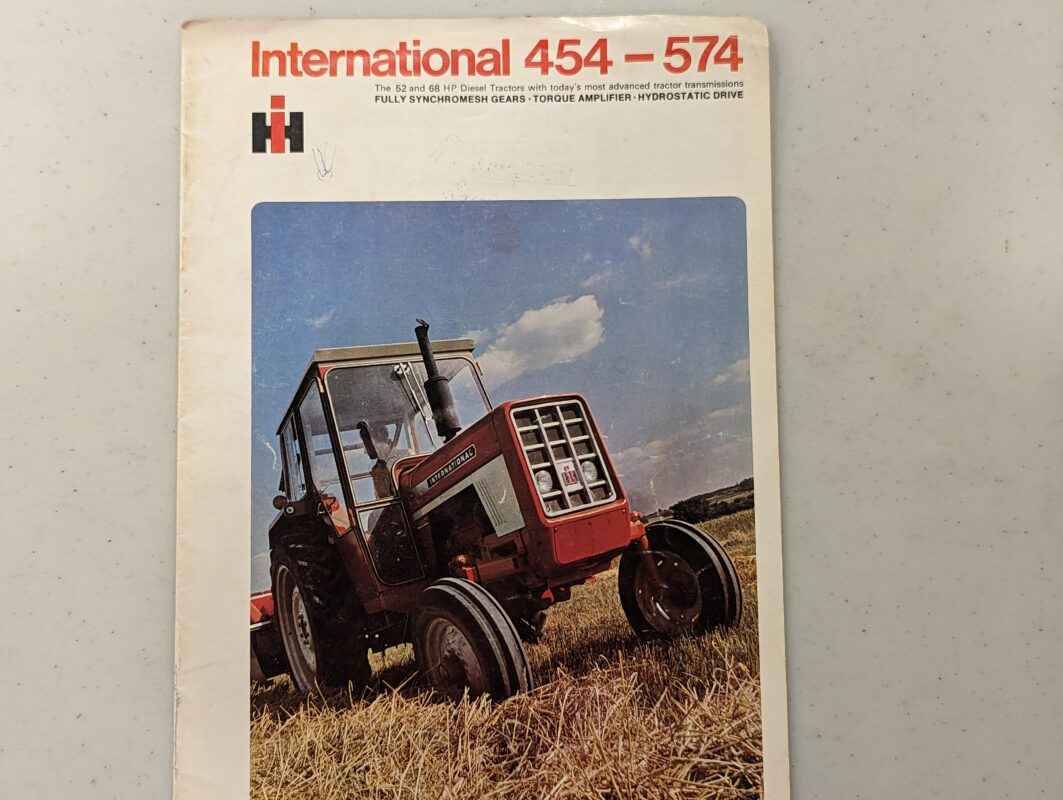 International 454 – 574
The 52 and 68 HP Diesel Tractors with today's most advanced tractor transmissions
FULLY SYNCHROMESH GEARS · TORQUE AMPLIFIER · HYDROSTATIC DRIVE
IH
INTERNATIONAL
IH